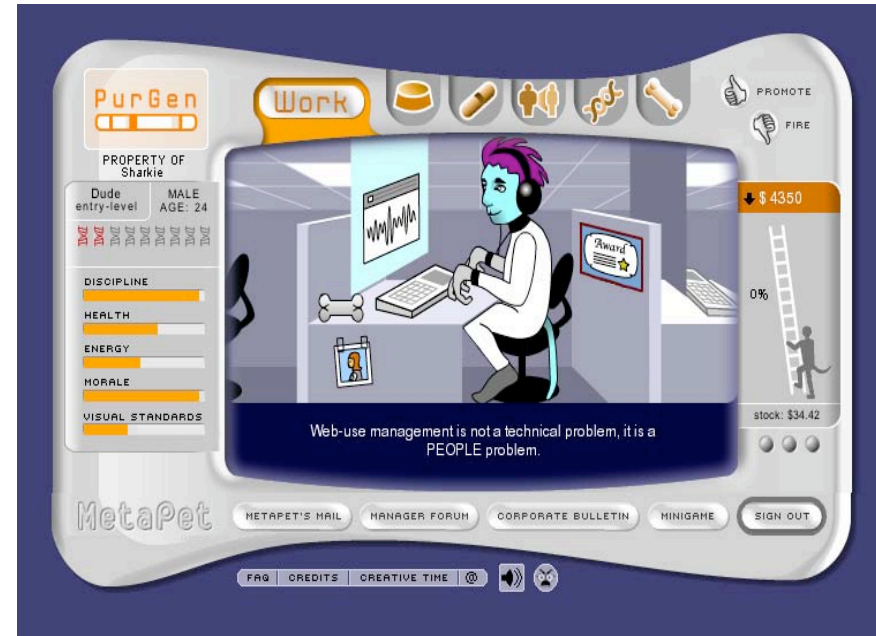 PurGen
PROPERTY OF
Sharkie
Dude
entry-level
MALE
AGE: 24
DISCIPLINE
HEALTH
ENERGY
MORALE
VISUAL STANDARDS
Work
PROMOTE
FIRE
Award
$ 4350
0%
stock: $34.42
Web-use management is not a technical problem, it is a
PEOPLE problem.
MetaPet
METAPET'S MAIL
MANAGER FORUM
CORPORATE BULLETIN
MINIGAME
SIGN OUT
FAQ
CREDITS
CREATIVE TIME
@